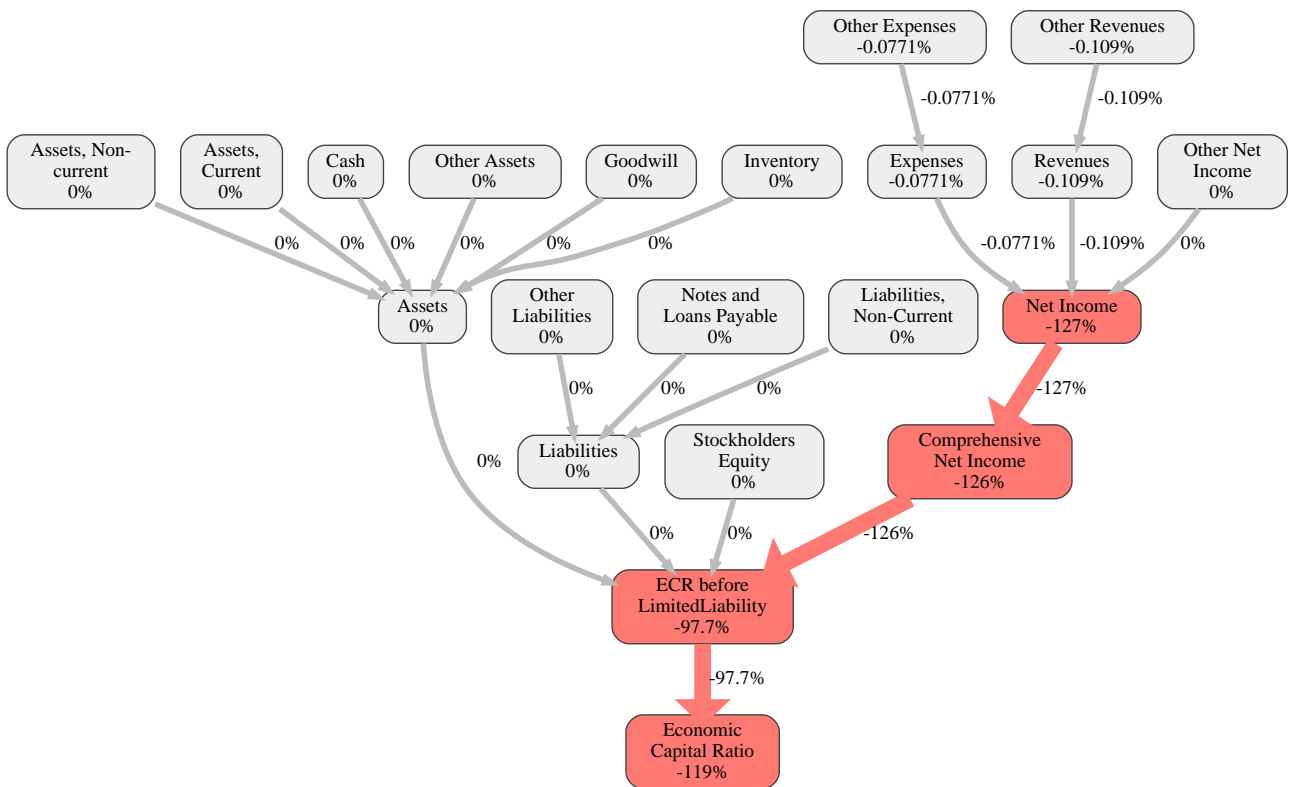 Other Expenses
-0.0771%
Other Revenues
-0.109%
-0.0771%
-0.109%
Assets, Non-
current
0%
Assets,
Current
0%
Cash
0%
Other Assets
0%
Goodwill
0%
Inventory
0%
Expenses
-0.0771%
Revenues
-0.109%
Other Net
Income
0%
0%
0%
0%
0%
0%
0%
-0.0771%
-0.109%
0%
Assets
0%
Other
Liabilities
0%
Notes and
Loans Payable
0%
Liabilities,
Non-Current
0%
Net Income
-127%
0%
0%
0%
-127%
0%
Liabilities
0%
Stockholders
Equity
0%
Comprehensive
Net Income
-126%
0%
0%
-126%
ECR before
LimitedLiability
-97.7%
-97.7%
Economic
Capital Ratio
-119%